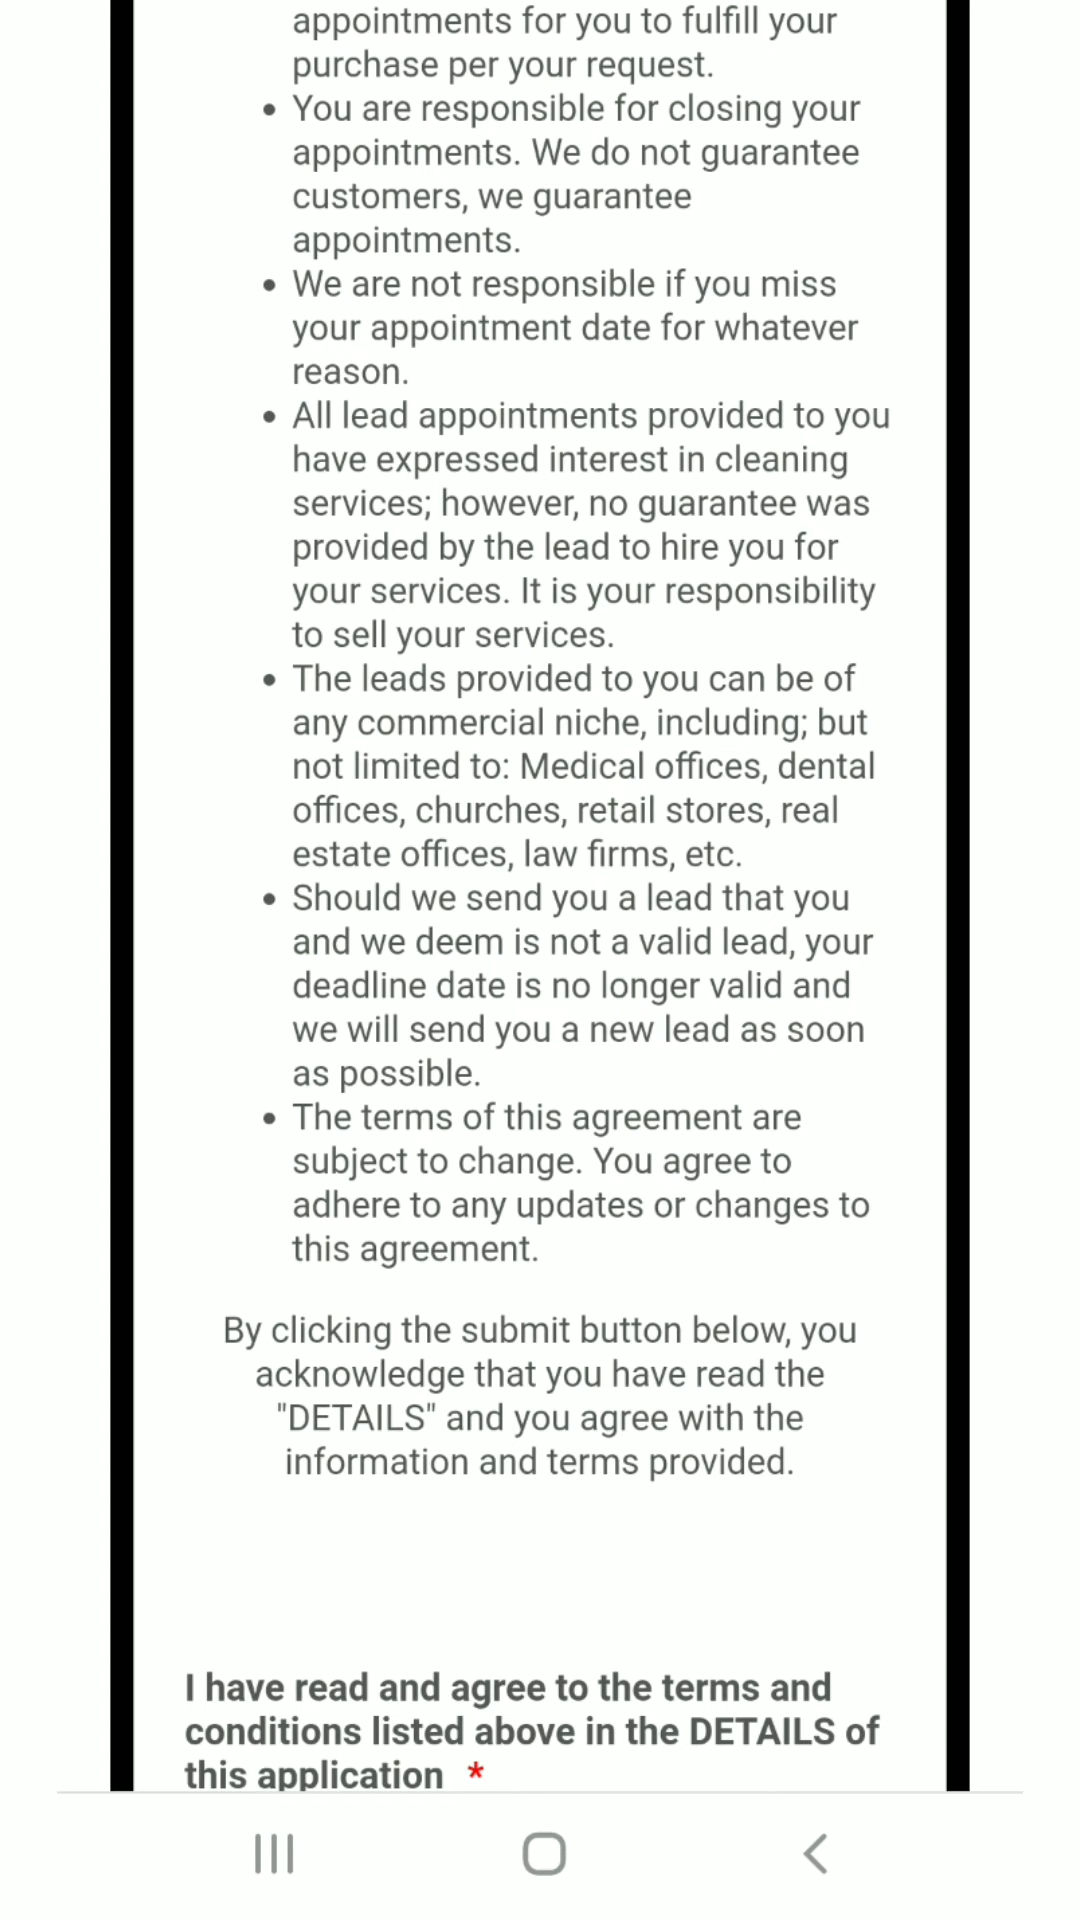 appointments for you to fulfill your
purchase per your request.
• You are responsible for closing your
appointments. We do not guarantee
customers, we guarantee
appointments.
• We are not responsible if you miss
your appointment date for whatever
reason.
• All lead appointments provided to you
have expressed interest in cleaning
services; however, no guarantee was
provided by the lead to hire you for
your services. It is your responsibility
to sell your services.
• The leads provided to you can be of
any commercial niche, including; but
not limited to: Medical offices, dental
offices, churches, retail stores, real
estate offices, law firms, etc.
• Should we send you a lead that you
and we deem is not a valid lead, your
deadline date is no longer valid and
we will send you a new lead as soon
as possible.
• The terms of this agreement are
subject to change. You agree to
adhere to any updates or changes to
this agreement.
By clicking the submit button below, you
acknowledge that you have read the
"DETAILS" and you agree with the
information and terms provided.
I have read and agree to the terms and
conditions listed above in the DETAILS of
this application *